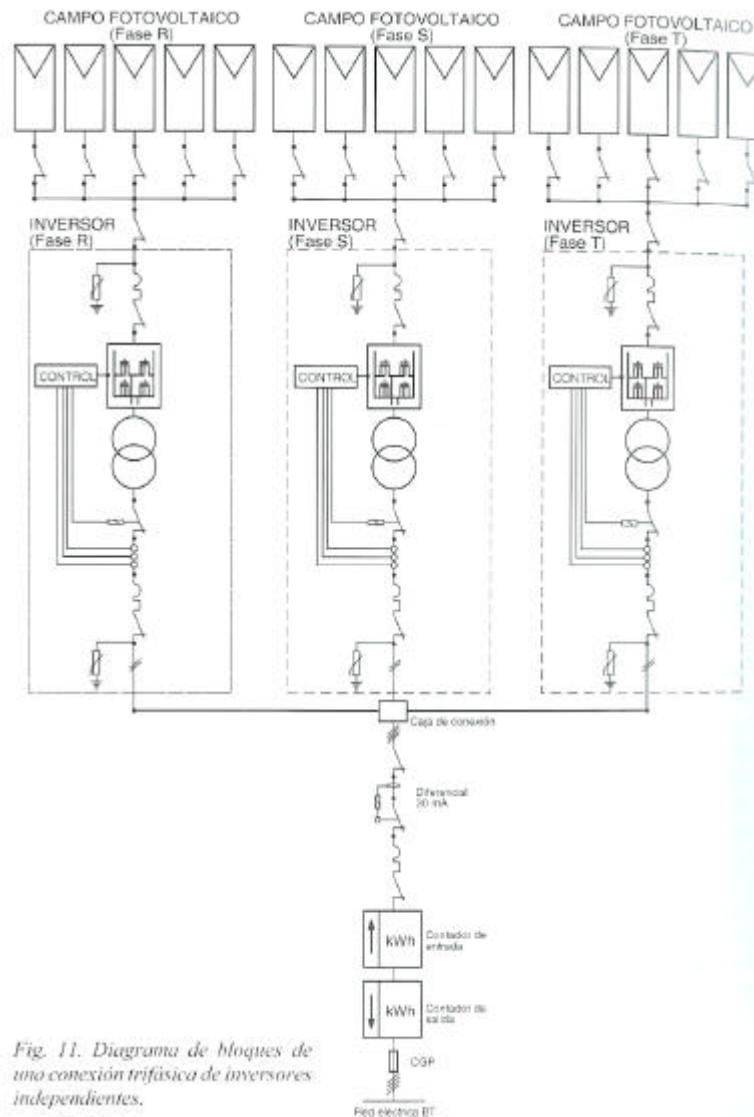 CAMPO FOTOVOLTAICO
(Fase R)
CAMPO FOTOVOLTAICO
(Fase S)
CAMPO FOTOVOLTAICO
(Fase T)
INVERSOR
(Fase R)
INVERSOR
(Fase S)
INVERSOR
(Fase T)
CONTROL
CONTROL
CONTROL
Caja de conexión
Diferencial
30 mA
kWh
Contador de
entrada
kWh
Contador de
salida
CGP
Red eléctrica BT
Fig. 11. Diagrama de bloques de
una conexión trifásica de inversores
independientes.